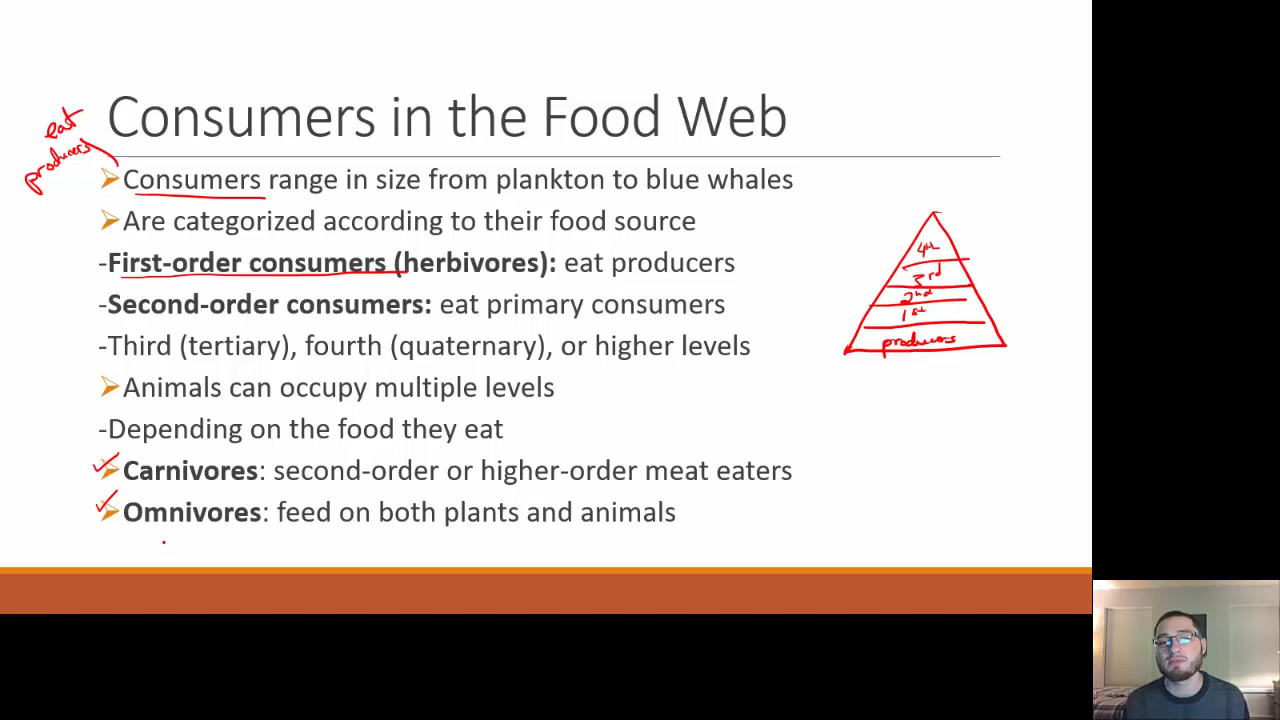 Consumers in the Food Web
eat
producers
➢Consumers range in size from plankton to blue whales
➢Are categorized according to their food source
-First-order consumers (herbivores): eat producers
-Second-order consumers: eat primary consumers
-Third (tertiary), fourth (quaternary), or higher levels
➢Animals can occupy multiple levels
-Depending on the food they eat
➢Carnivores: second-order or higher-order meat eaters
➢Omnivores: feed on both plants and animals
4th
3rd
2nd
1st
producers